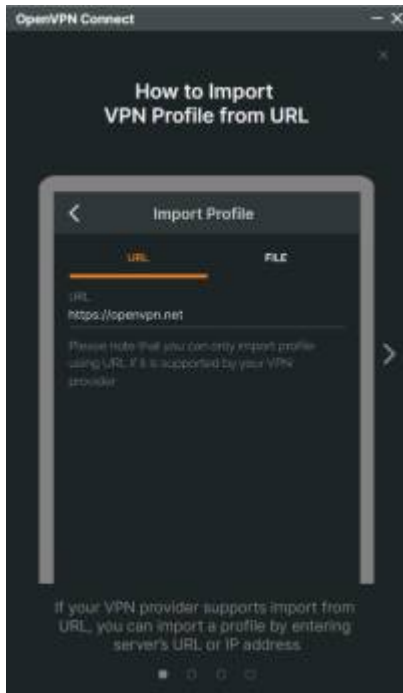 OpenVPN Connect
How to Import
VPN Profile from URL
Import Profile
URL FILE
URL
https://openvpn.net
Please note that you can only import profile
using URL if it is supported by your VPN
provider
If your VPN provider supports import from
URL, you can import a profile by entering
server's URL or IP address